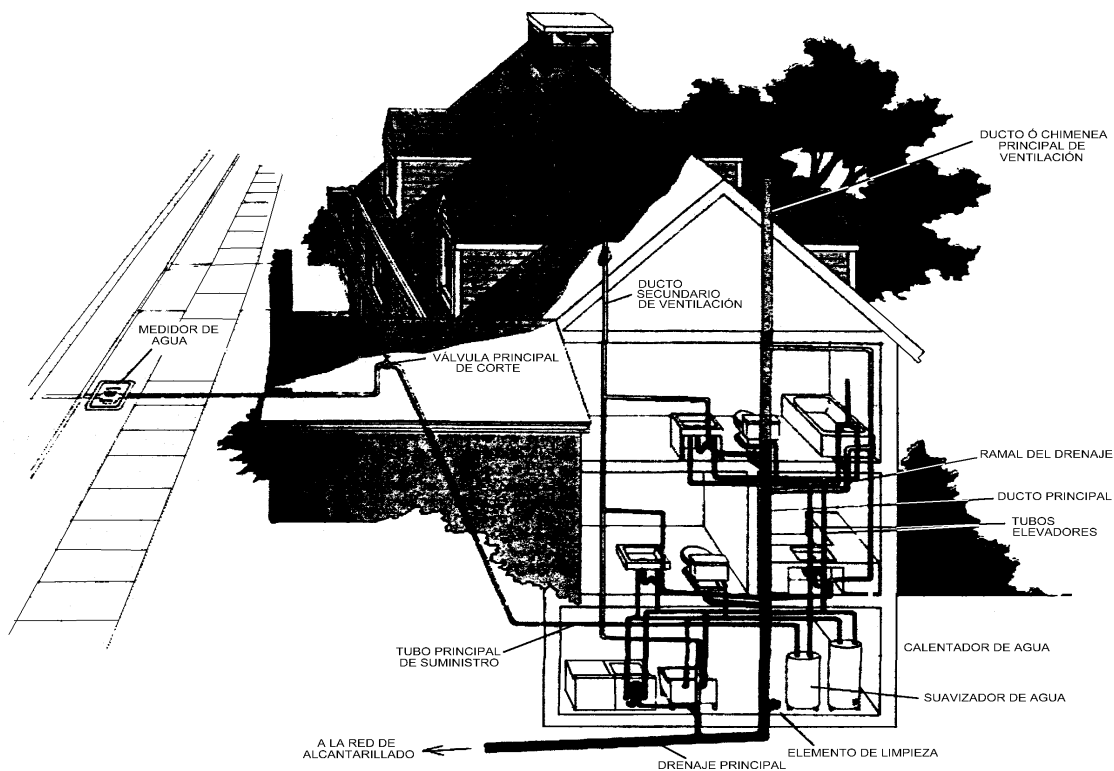 DUCTO Ó CHIMENEA
PRINCIPAL DE
VENTILACIÓN
DUCTO
SECUNDARIO
DE VENTILACIÓN
MEDIDOR DE
AGUA
VÁLVULA PRINCIPAL
DE CORTE
RAMAL DEL DRENAJE
DUCTO PRINCIPAL
TUBOS
ELEVADORES
TUBO PRINCIPAL
DE SUMINISTRO
CALENTADOR DE AGUA
SUAVIZADOR DE AGUA
A LA RED DE
ALCANTARILLADO
ELEMENTO DE LIMPIEZA
DRENAJE PRINCIPAL